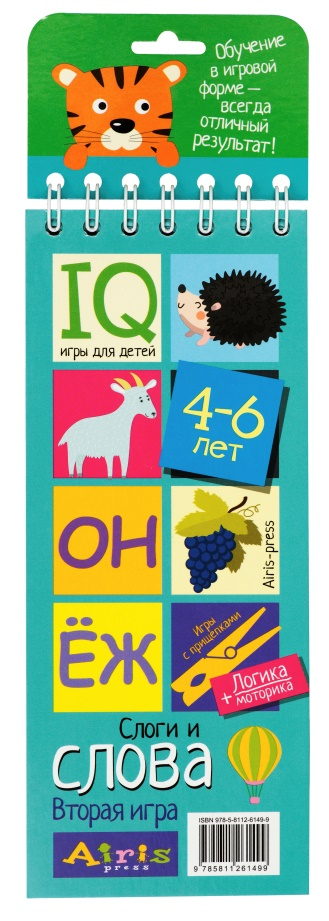 Обучение
в игровой
форме —
всегда
отличный
результат!
IQ
игры для детей
4-6
лет
ОН
Airis-press
ЁЖ
Игры
с прищепками
Логика
+ моторика
Слоги и
слова
Вторая игра
Airis
press
ISBN 978-5-8112-6149-9
9 785811 261499